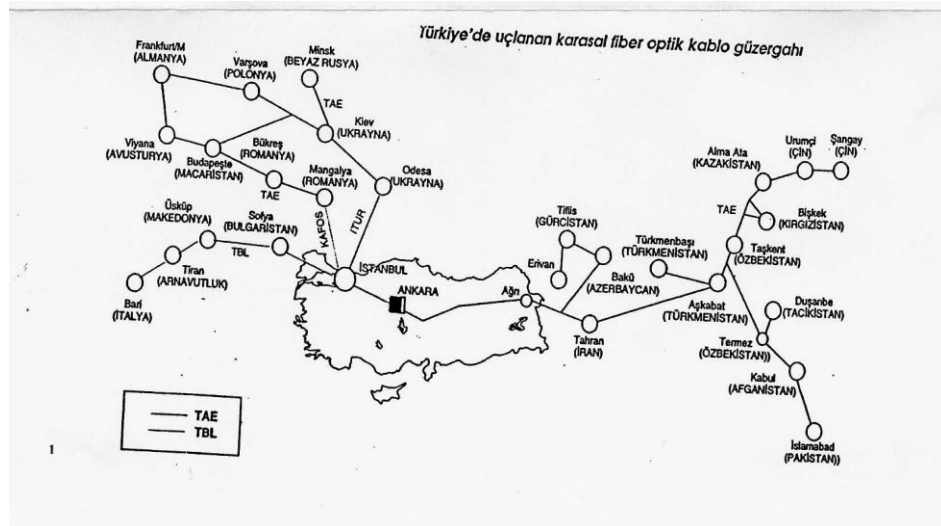 Türkiye'de uçlanan karasal fiber optik kablo güzergahı
Frankfurt/M
(ALMANYA)
Varşova
(POLONYA)
Minsk
(BEYAZ RUSYA)
TAE
Kiev
(UKRAYNA)
Viyana
(AVUSTURYA)
Budapeşte
(MACARİSTAN)
Bükreş
(ROMANYA)
TAE
Mangalya
(ROMANYA)
Odesa
(UKRAYNA)
KAFOS
ITUR
Üsküp
(MAKEDONYA)
Sofya
(BULGARİSTAN)
TBL
Tiran
(ARNAVUTLUK)
Bari
(İTALYA)
İSTANBUL
ANKARA
Ağrı
Tiflis
(GÜRCİSTAN)
Erivan
Bakü
(AZERBAYCAN)
Tahran
(İRAN)
Türkmenbaşı
(TÜRKMENİSTAN)
Aşkabat
(TÜRKMENİSTAN)
Alma Ata
(KAZAKİSTAN)
Urumçi
(ÇİN)
Şangay
(ÇİN)
TAE
Bişkek
(KIRGIZİSTAN)
Taşkent
(ÖZBEKİSTAN)
Duşanbe
(TACİKİSTAN)
Termez
(ÖZBEKİSTAN))
Kabul
(AFGANİSTAN)
İslamabad
(PAKİSTAN))
TAE
TBL
1